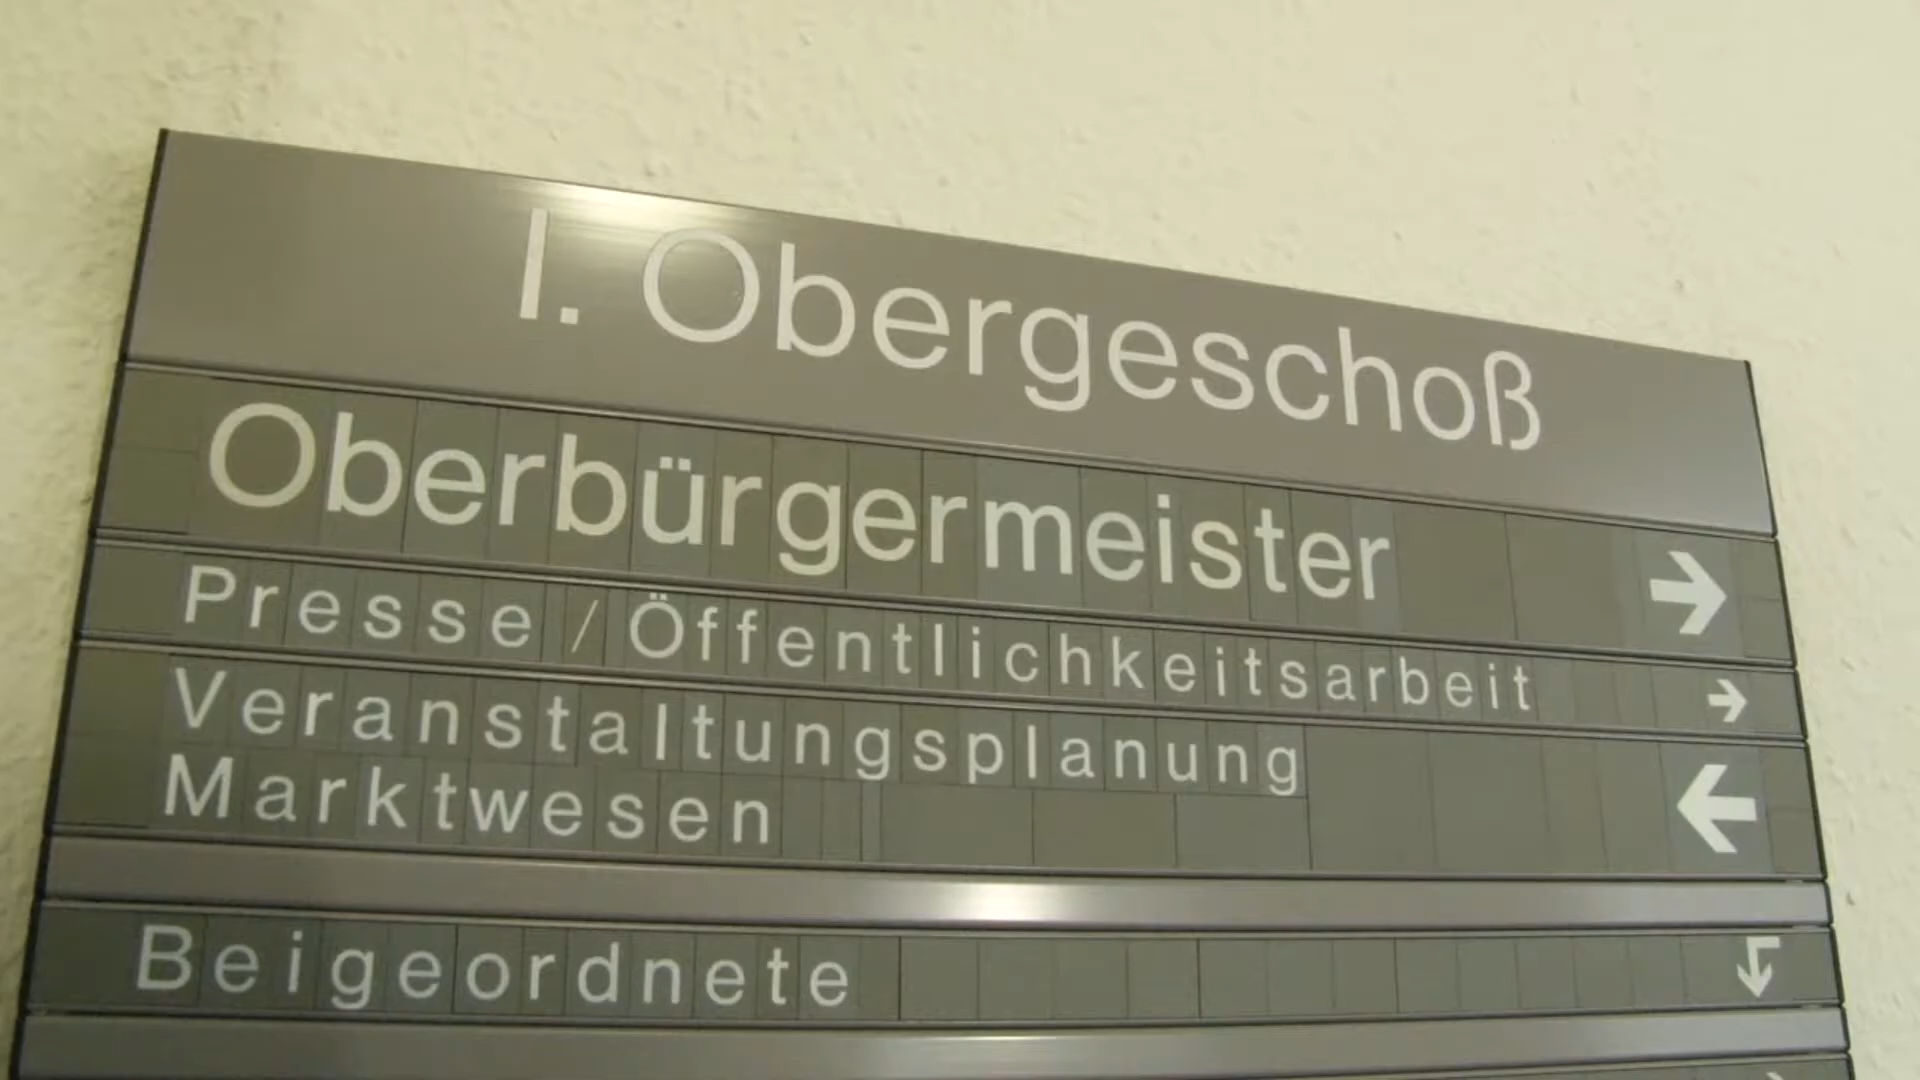 I. Obergeschoß
Oberbürgermeister
Presse / Öffentlichkeitsarbeit
Veranstaltungsplanung
Marktwesen
Beigeordnete